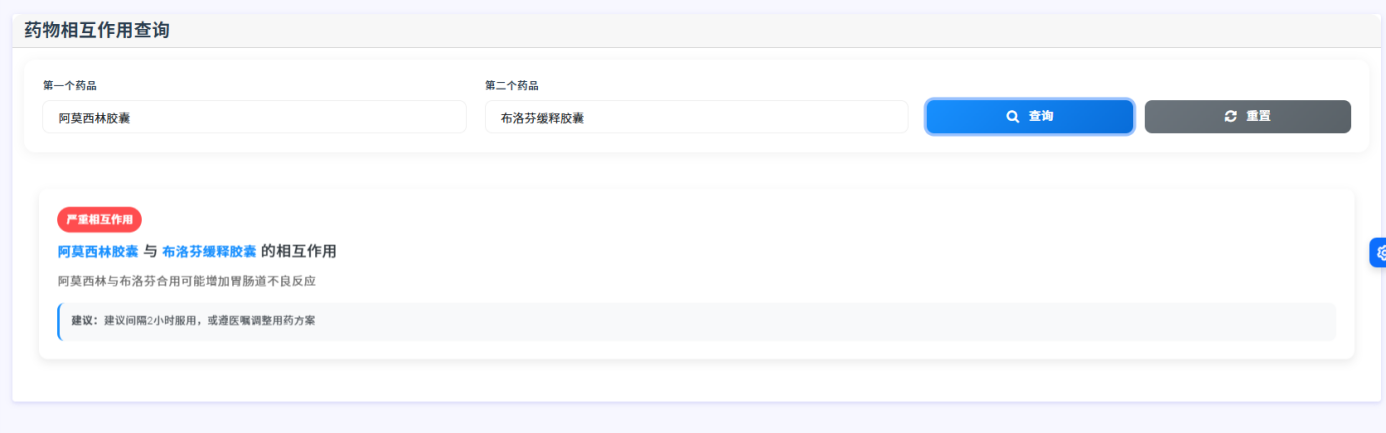 药物相互作用查询
第一个药品
第二个药品
阿莫西林胶囊
布洛芬缓释胶囊
查询
重置
严重相互作用
阿莫西林胶囊 与 布洛芬缓释胶囊 的相互作用
阿莫西林与布洛芬合用可能增加胃肠道不良反应
建议：建议间隔2小时服用，或遵医嘱调整用药方案